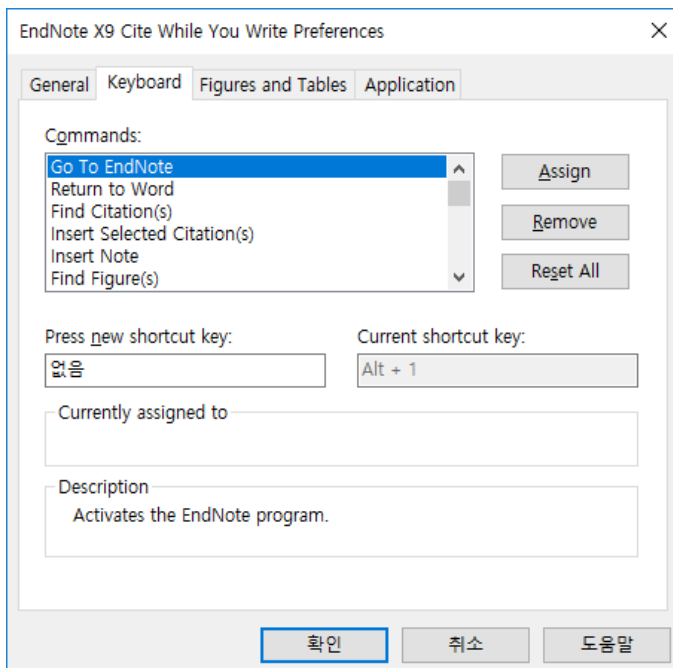 EndNote X9 Cite While You Write Preferences
General Keyboard Figures and Tables Application
Commands:
Go To EndNote
Return to Word
Find Citation(s)
Insert Selected Citation(s)
Insert Note
Find Figure(s)
Assign
Remove
Reset All
Press new shortcut key:
없음
Current shortcut key:
Alt + 1
Currently assigned to
Description
Activates the EndNote program.
확인 취소 도움말